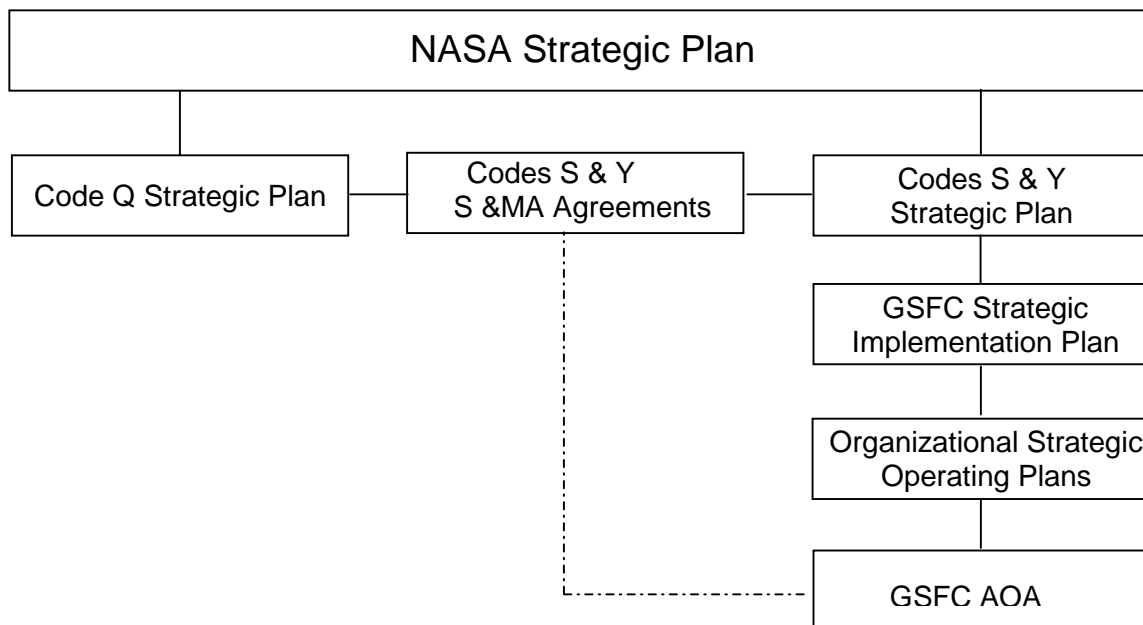 NASA Strategic Plan
Code Q Strategic Plan
Codes S & Y
S &MA Agreements
Codes S & Y
Strategic Plan
GSFC Strategic
Implementation Plan
Organizational Strategic
Operating Plans
GSFC AOA